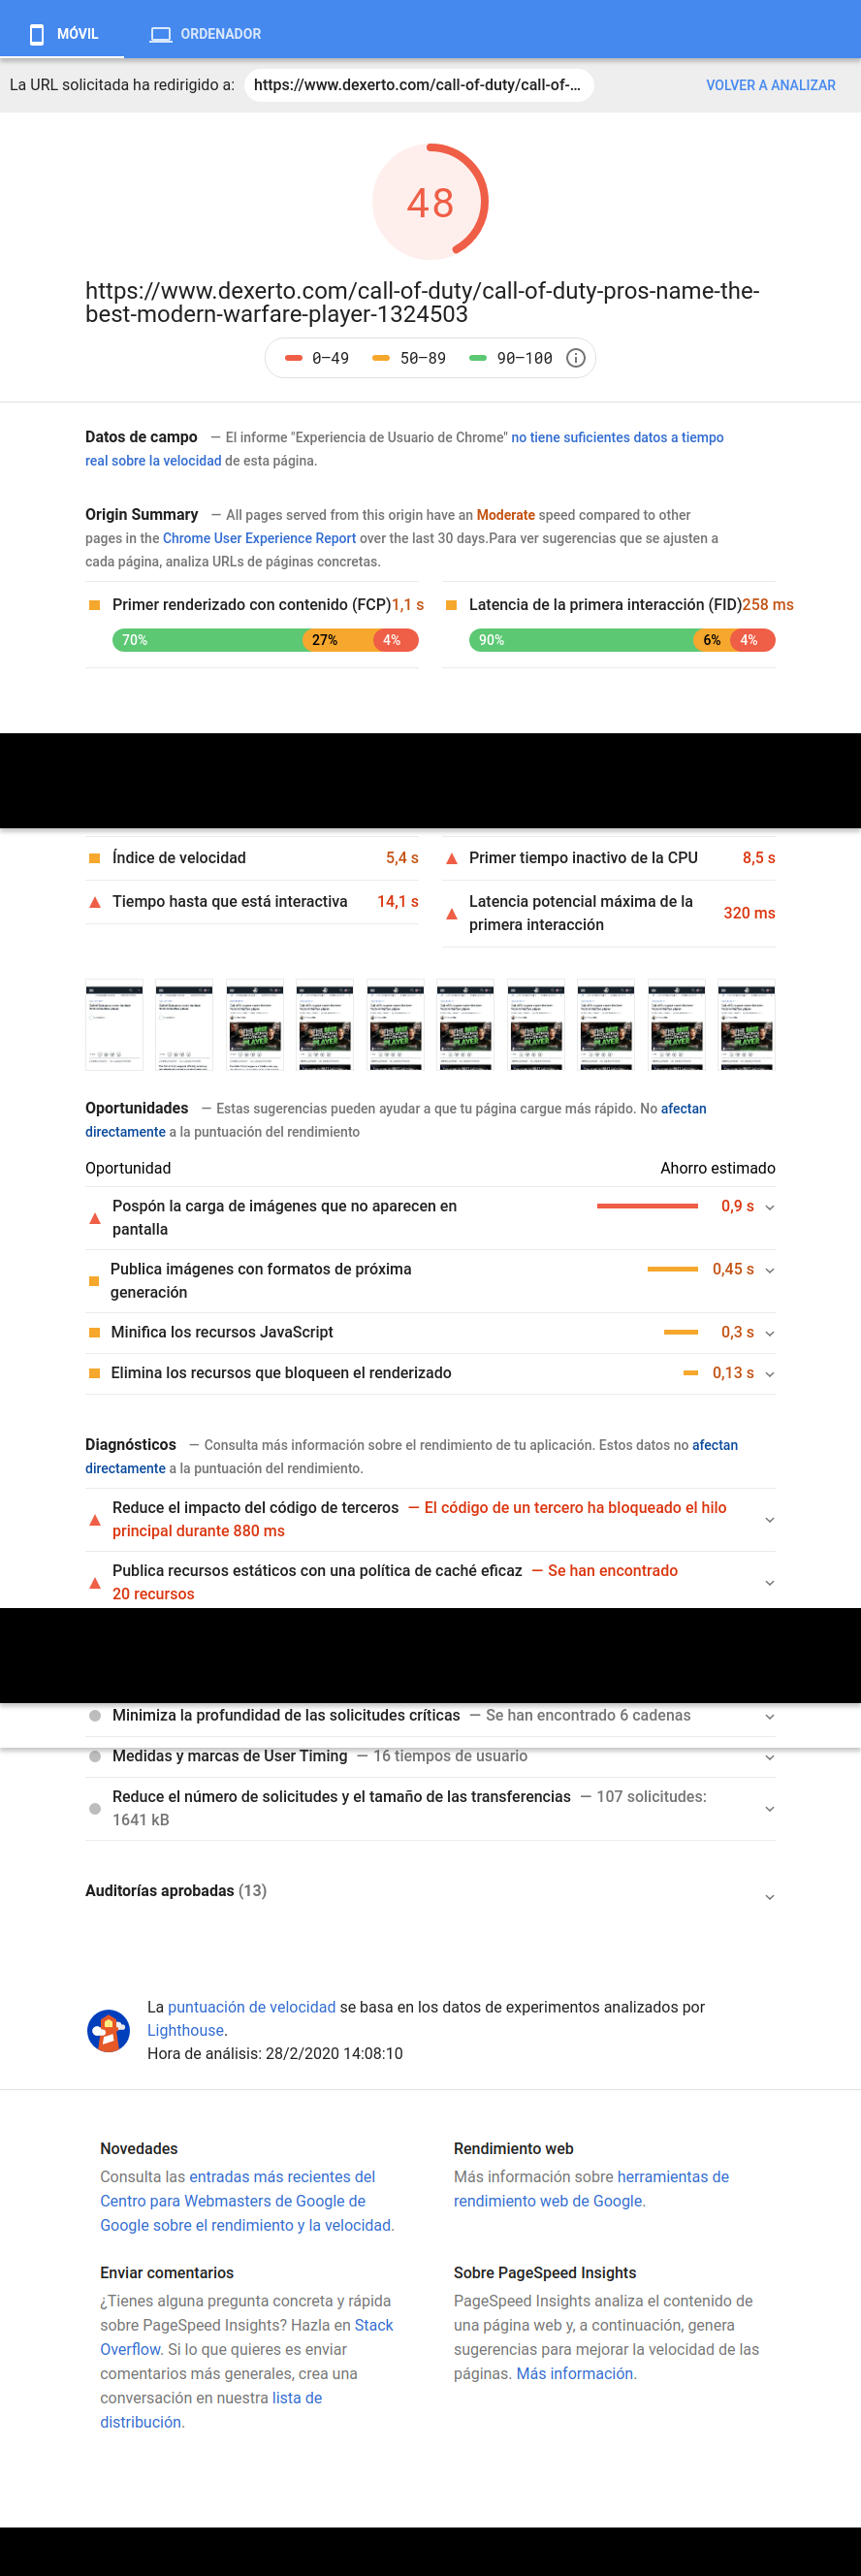 MÓVIL
ORDENADOR
La URL solicitada ha redirigido a:
https://www.dexerto.com/call-of-duty/call-of-...
VOLVER A ANALIZAR
48
https://www.dexerto.com/call-of-duty/call-of-duty-pros-name-the-
best-modern-warfare-player-1324503
0–49
50–89
90–100
Datos de campo — El informe "Experiencia de Usuario de Chrome" no tiene suficientes datos a tiempo
real sobre la velocidad de esta página.
Origin Summary — All pages served from this origin have an Moderate speed compared to other
pages in the Chrome User Experience Report over the last 30 days.Para ver sugerencias que se ajusten a
cada página, analiza URLs de páginas concretas.
Primer renderizado con contenido (FCP)1,1 s
70%
27%
4%
Latencia de la primera interacción (FID)258 ms
90%
6%
4%
Índice de velocidad
5,4 s
Primer tiempo inactivo de la CPU
8,5 s
Tiempo hasta que está interactiva
14,1 s
Latencia potencial máxima de la
primera interacción
320 ms
Oportunidades — Estas sugerencias pueden ayudar a que tu página cargue más rápido. No afectan
directamente a la puntuación del rendimiento
Oportunidad
Ahorro estimado
Pospón la carga de imágenes que no aparecen en
pantalla
0,9 s
Publica imágenes con formatos de próxima
generación
0,45 s
Minifica los recursos JavaScript
0,3 s
Elimina los recursos que bloqueen el renderizado
0,13 s
Diagnósticos — Consulta más información sobre el rendimiento de tu aplicación. Estos datos no afectan
directamente a la puntuación del rendimiento.
Reduce el impacto del código de terceros — El código de un tercero ha bloqueado el hilo
principal durante 880 ms
Publica recursos estáticos con una política de caché eficaz — Se han encontrado
20 recursos
Minimiza la profundidad de las solicitudes críticas — Se han encontrado 6 cadenas
Medidas y marcas de User Timing — 16 tiempos de usuario
Reduce el número de solicitudes y el tamaño de las transferencias — 107 solicitudes:
1641 kB
Auditorías aprobadas (13)
La puntuación de velocidad se basa en los datos de experimentos analizados por
Lighthouse.
Hora de análisis: 28/2/2020 14:08:10
Novedades
Consulta las entradas más recientes del
Centro para Webmasters de Google de
Google sobre el rendimiento y la velocidad.
Rendimiento web
Más información sobre herramientas de
rendimiento web de Google.
Enviar comentarios
¿Tienes alguna pregunta concreta y rápida
sobre PageSpeed Insights? Hazla en Stack
Overflow. Si lo que quieres es enviar
comentarios más generales, crea una
conversación en nuestra lista de
distribución.
Sobre PageSpeed Insights
PageSpeed Insights analiza el contenido de
una página web y, a continuación, genera
sugerencias para mejorar la velocidad de las
páginas. Más información.